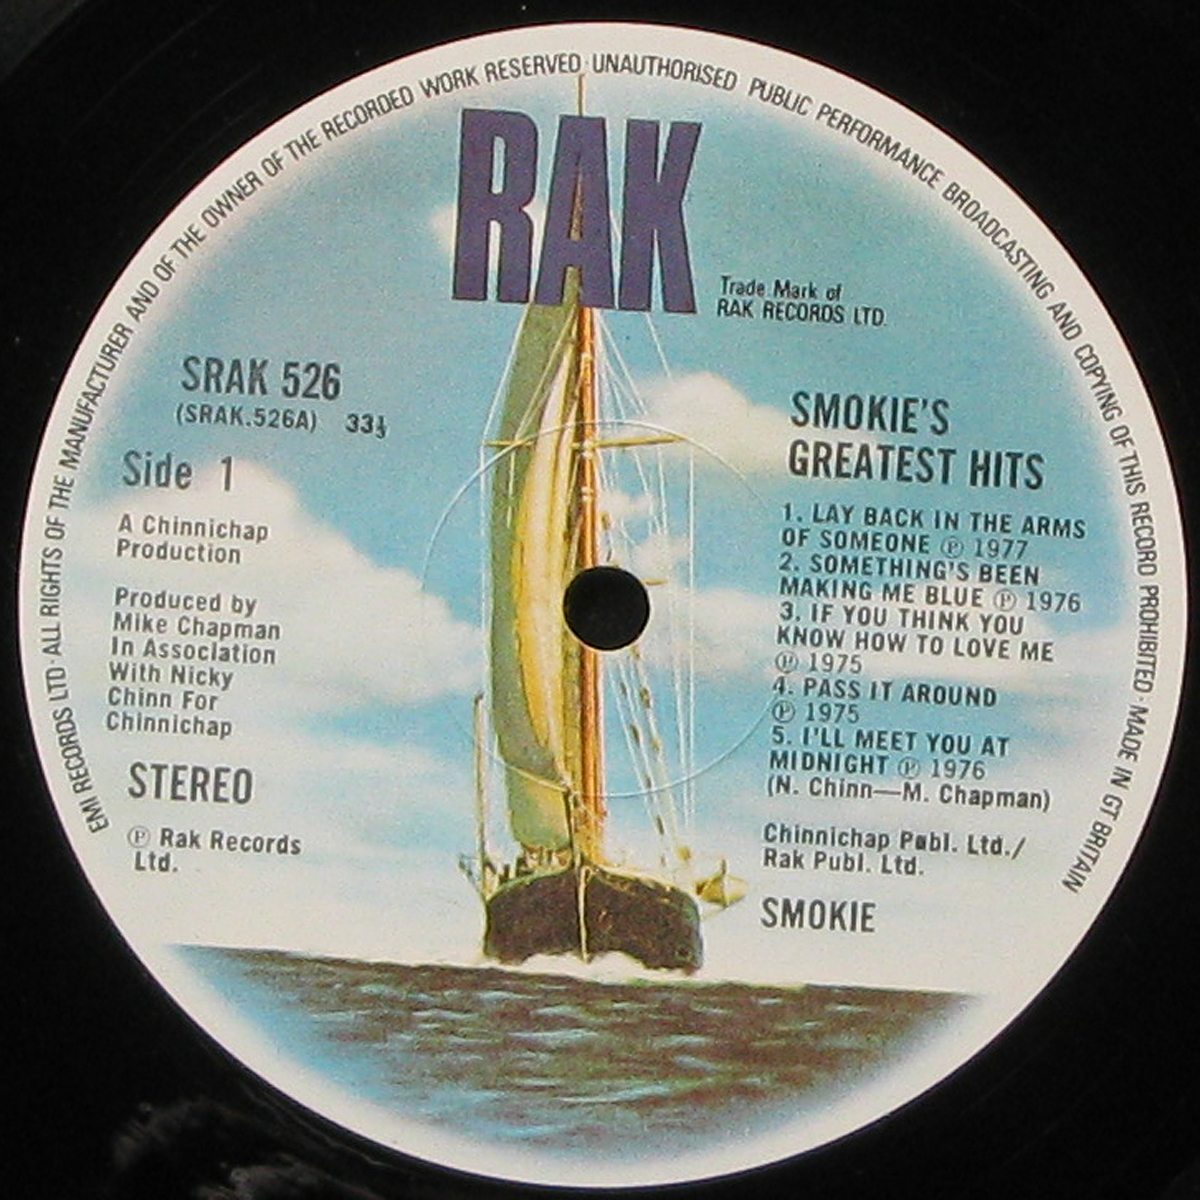 EMI RECORDS LTD · ALL RIGHTS OF THE MANUFACTURER AND OF THE OWNER OF THE RECORDED WORK RESERVED · UNAUTHORISED PUBLIC PERFORMANCE BROADCASTING AND COPYING OF THIS RECORD PROHIBITED · MADE IN GT BRITAIN
RAK
Trade Mark of
RAK RECORDS LTD.
SRAK 526
(SRAK.526A) 33⅓
Side 1
A Chinnichap
Production
Produced by
Mike Chapman
In Association
With Nicky
Chinn For
Chinnichap
STEREO
℗ Rak Records
Ltd.
SMOKIE'S
GREATEST HITS
1. LAY BACK IN THE ARMS
OF SOMEONE ℗ 1977
2. SOMETHING'S BEEN
MAKING ME BLUE ℗ 1976
3. IF YOU THINK YOU
KNOW HOW TO LOVE ME
℗ 1975
4. PASS IT AROUND
℗ 1975
5. I'LL MEET YOU AT
MIDNIGHT ℗ 1976
(N. Chinn—M. Chapman)
Chinnichap Publ. Ltd./
Rak Publ. Ltd.
SMOKIE